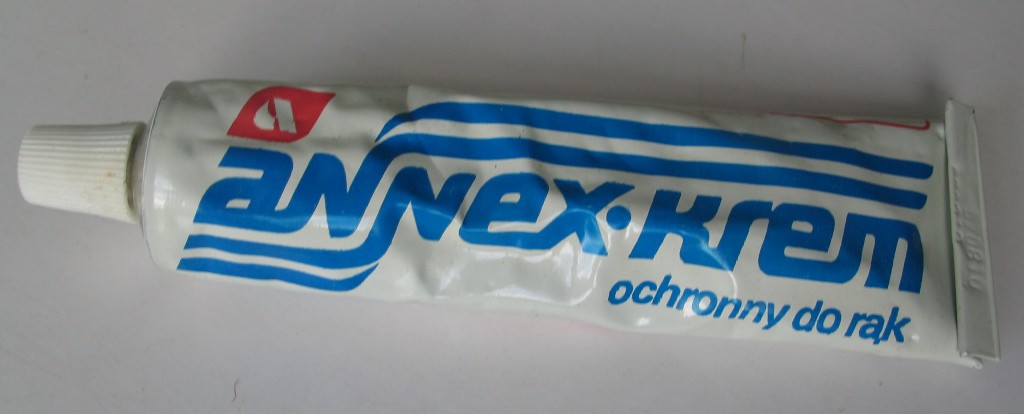 annex·krem
ochronny do rąk